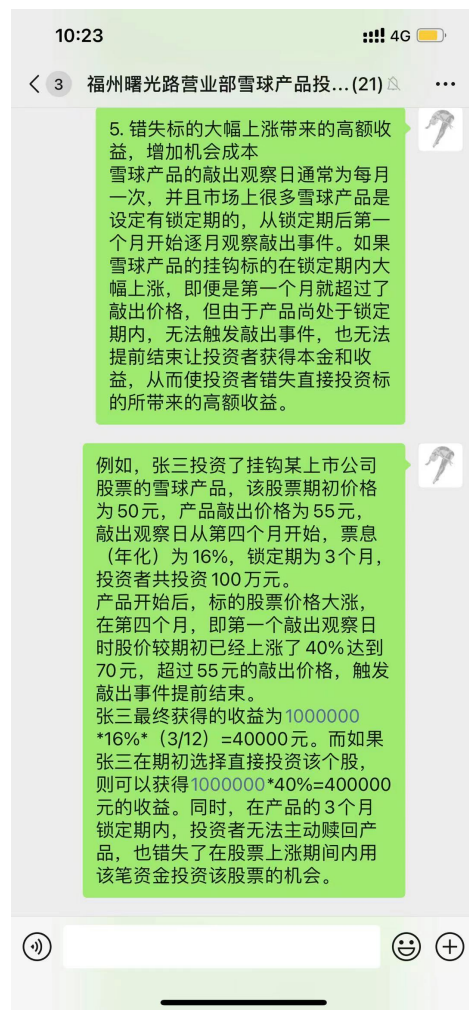 10:23
4G
3
福州曙光路营业部雪球产品投...(21)
5. 错失标的大幅上涨带来的高额收
益，增加机会成本
雪球产品的敲出观察日通常为每月
一次，并且市场上很多雪球产品是
设定有锁定期的，从锁定期后第一
个月开始逐月观察敲出事件。如果
雪球产品的挂钩标的在锁定期内大
幅上涨，即便是第一个月就超过了
敲出价格，但由于产品尚处于锁定
期内，无法触发敲出事件，也无法
提前结束让投资者获得本金和收
益，从而使投资者错失直接投资标
的所带来的高额收益。
例如，张三投资了挂钩某上市公司
股票的雪球产品，该股票期初价格
为50元，产品敲出价格为55元，
敲出观察日从第四个月开始，票息
（年化）为16%，锁定期为3个月，
投资者共投资100万元。
产品开始后，标的股票价格大涨，
在第四个月，即第一个敲出观察日
时股价较期初已经上涨了40%达到
70元，超过55元的敲出价格，触发
敲出事件提前结束。
张三最终获得的收益为1000000
*16%*（3/12）=40000元。而如果
张三在期初选择直接投资该个股，
则可以获得1000000*40%=400000
元的收益。同时，在产品的3个月
锁定期内，投资者无法主动赎回产
品，也错失了在股票上涨期间内用
该笔资金投资该股票的机会。